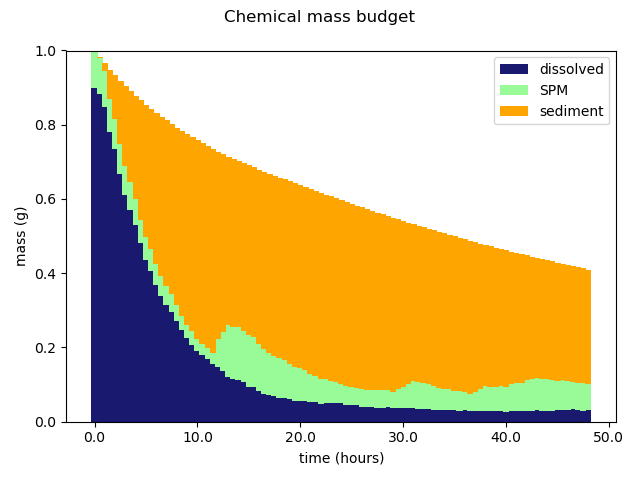 Chemical mass budget
1.0
0.8
0.6
0.4
0.2
0.0
mass (g)
dissolved
SPM
sediment
0.0 10.0 20.0 30.0 40.0 50.0
time (hours)